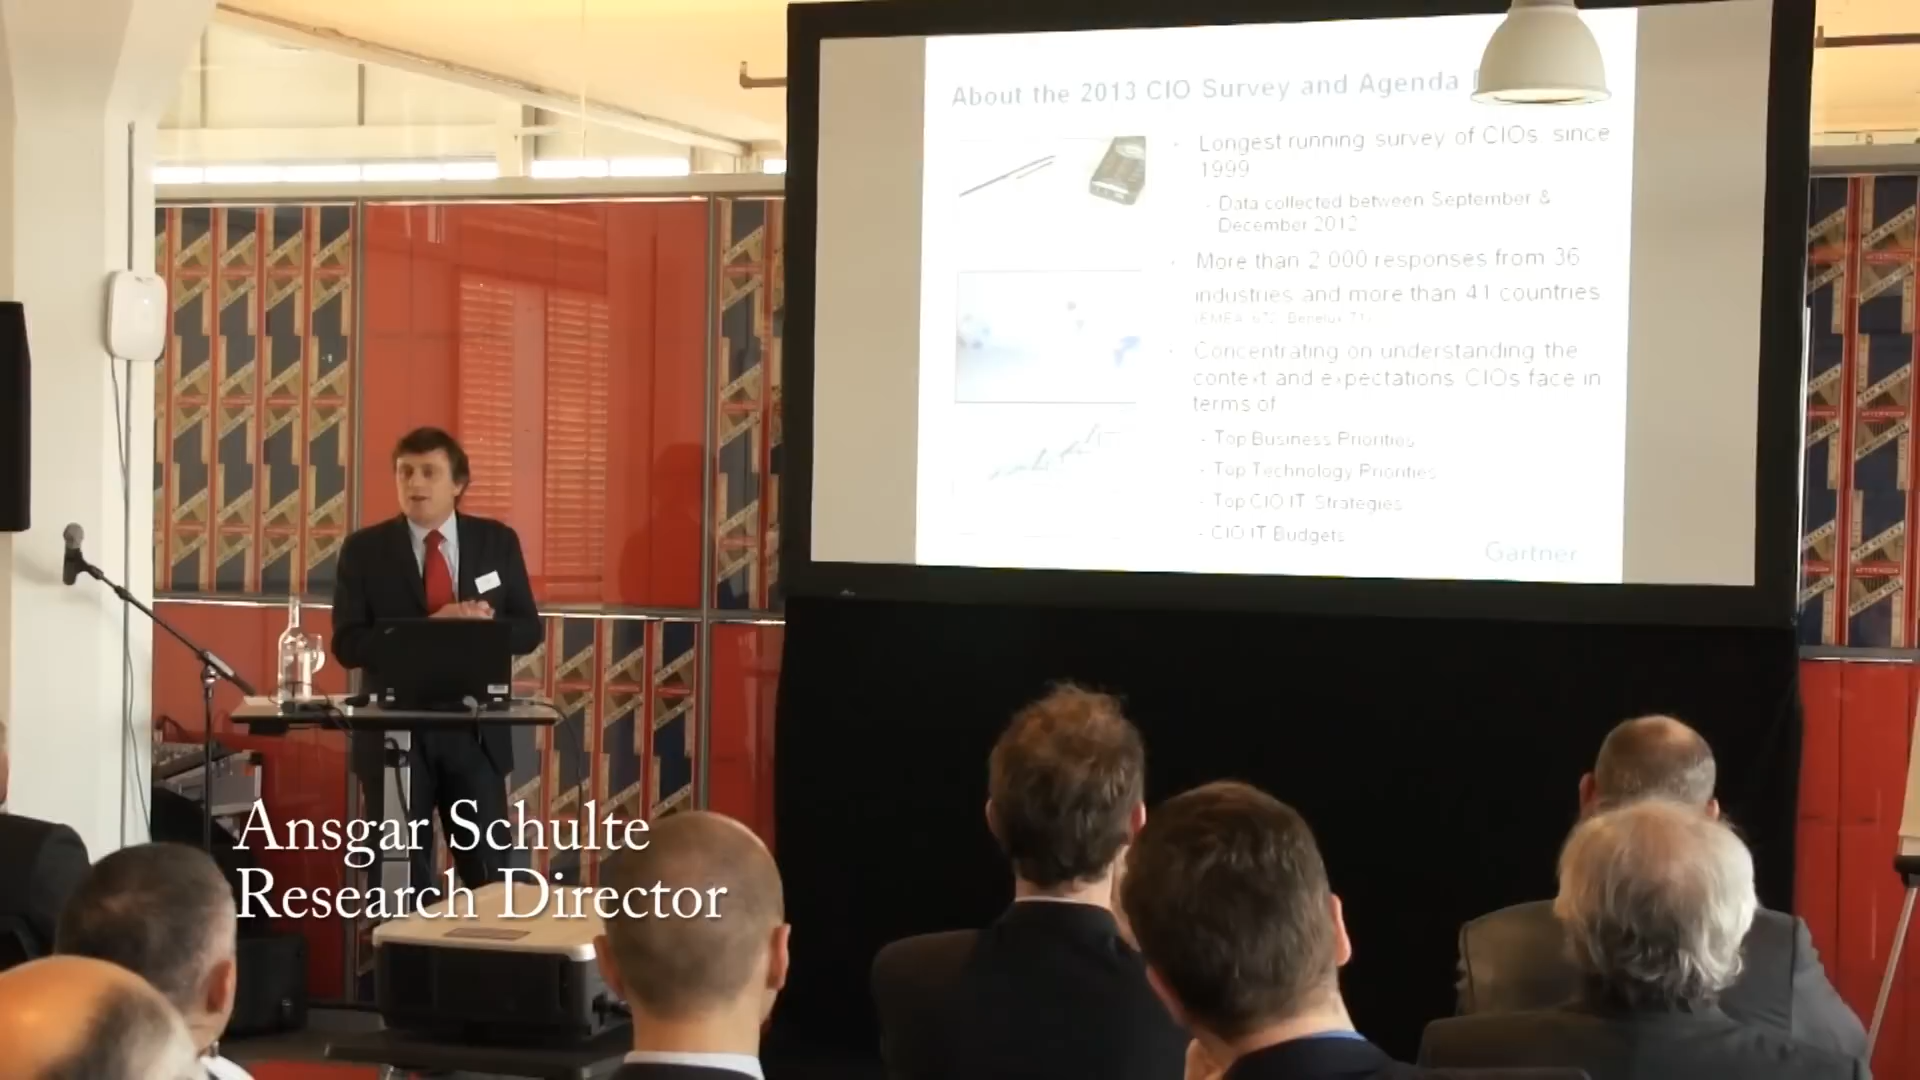 About the 2013 CIO Survey and Agenda
Longest running survey of CIOs since
1999
- Data collected between September &
December 2012
More than 2 000 responses from 36
industries and more than 41 countries
Concentrating on understanding the
context and expectations CIOs face in
terms of
- Top Business Priorities
- Top Technology Priorities
- Top CIO IT Strategies
- CIO IT Budgets
Gartner
Ansgar Schulte
Research Director